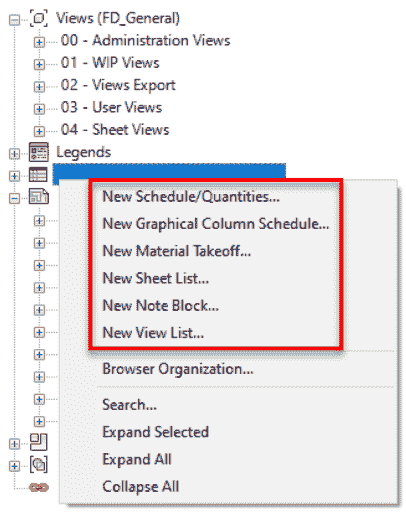 Views (FD_General)
00 - Administration Views
01 - WIP Views
02 - Views Export
03 - User Views
04 - Sheet Views
Legends
New Schedule/Quantities...
New Graphical Column Schedule...
New Material Takeoff...
New Sheet List...
New Note Block...
New View List...
Browser Organization...
Search...
Expand Selected
Expand All
Collapse All